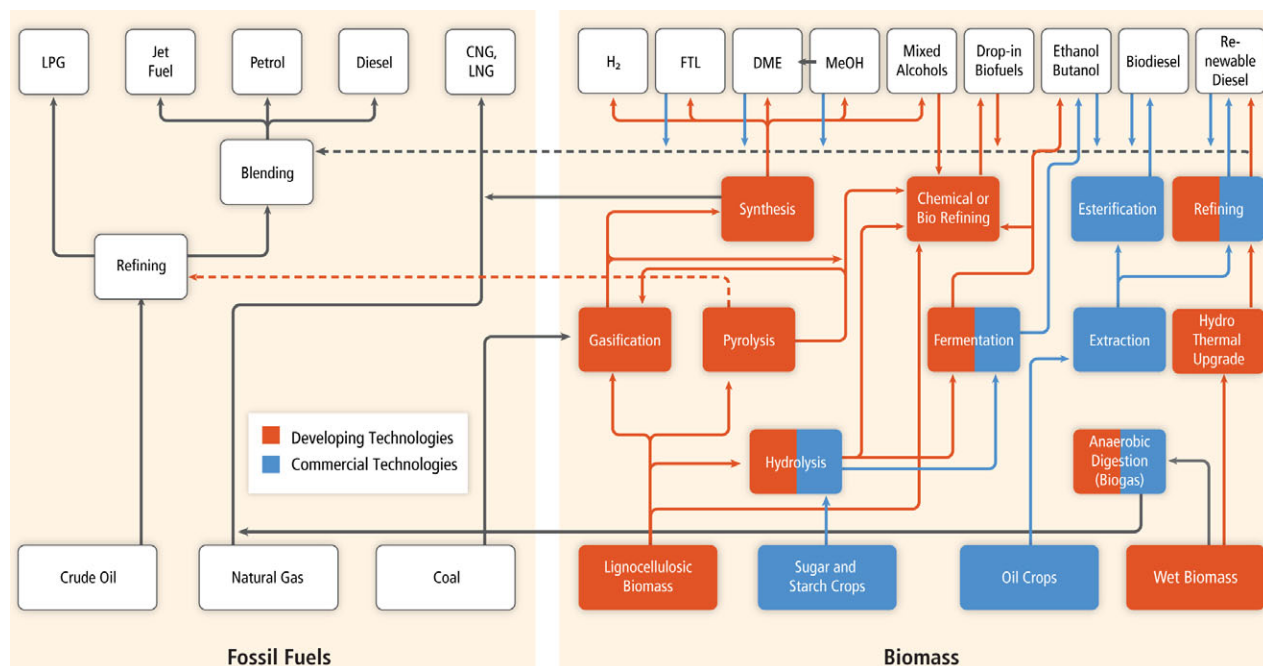 LPG
Jet
Fuel
Petrol
Diesel
CNG,
LNG
Blending
Refining
Developing Technologies
Commercial Technologies
Crude Oil
Natural Gas
Coal
Fossil Fuels
H₂
FTL
DME
MeOH
Mixed
Alcohols
Drop-in
Biofuels
Ethanol
Butanol
Biodiesel
Re-
newable
Diesel
Synthesis
Chemical or
Bio Refining
Esterification
Refining
Gasification
Pyrolysis
Fermentation
Extraction
Hydro
Thermal
Upgrade
Hydrolysis
Anaerobic
Digestion
(Biogas)
Lignocellulosic
Biomass
Sugar and
Starch Crops
Oil Crops
Wet Biomass
Biomass